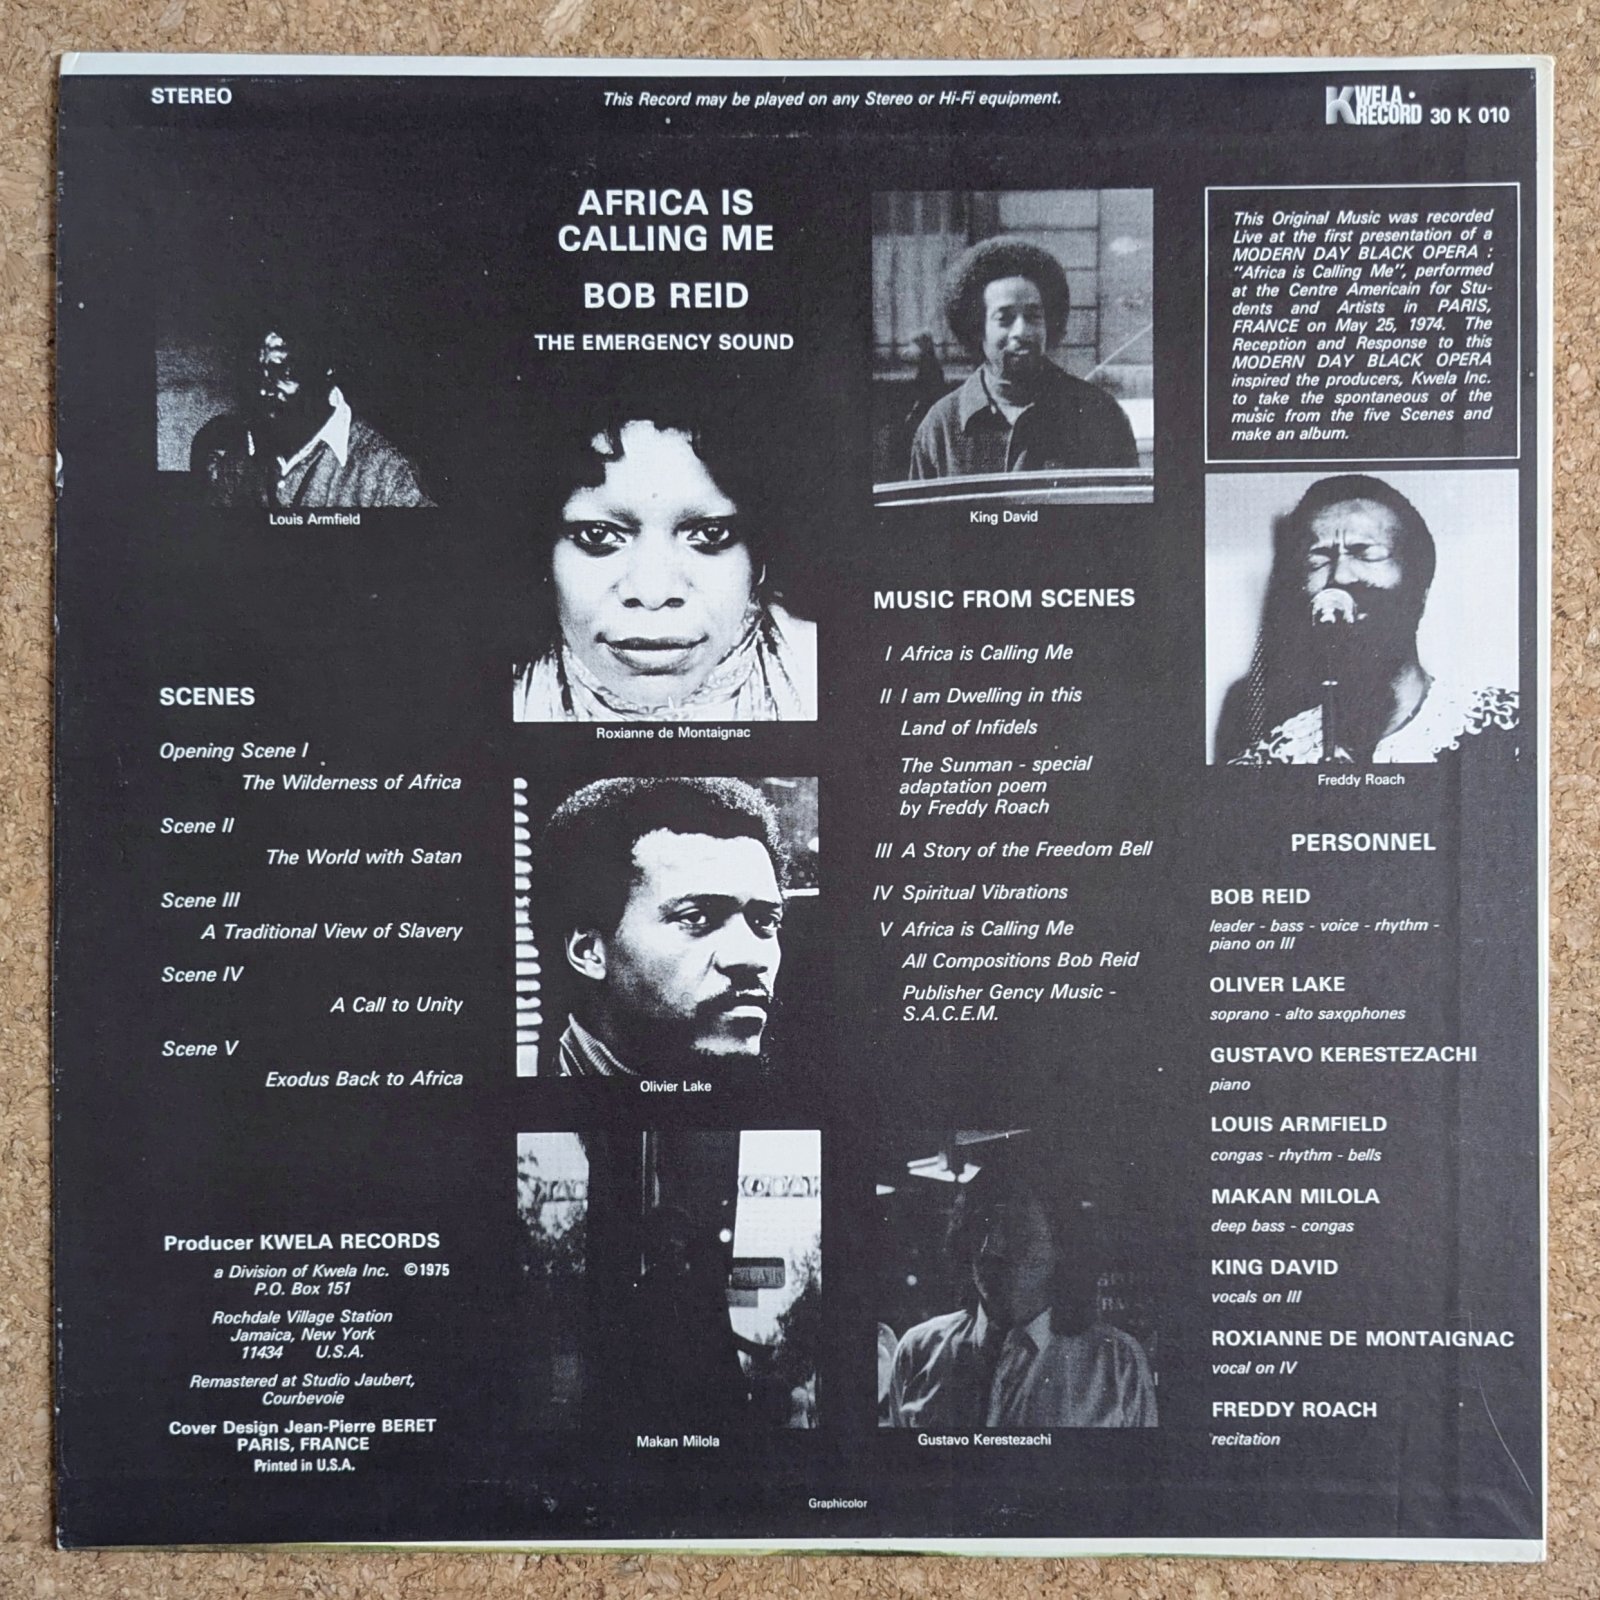 STEREO
This Record may be played on any Stereo or Hi-Fi equipment.
KWELA •
RECORD 30 K 010
AFRICA IS
CALLING ME
BOB REID
THE EMERGENCY SOUND
This Original Music was recorded
Live at the first presentation of a
MODERN DAY BLACK OPERA :
"Africa is Calling Me", performed
at the Centre Americain for Stu-
dents and Artists in PARIS,
FRANCE on May 25, 1974. The
Reception and Response to this
MODERN DAY BLACK OPERA
inspired the producers, Kwela Inc.
to take the spontaneous of the
music from the five Scenes and
make an album.
Louis Armfield
King David
Roxianne de Montaignac
Freddy Roach
SCENES
Opening Scene I
The Wilderness of Africa
Scene II
The World with Satan
Scene III
A Traditional View of Slavery
Scene IV
A Call to Unity
Scene V
Exodus Back to Africa
Olivier Lake
MUSIC FROM SCENES
I Africa is Calling Me
II I am Dwelling in this
Land of Infidels
The Sunman - special
adaptation poem
by Freddy Roach
III A Story of the Freedom Bell
IV Spiritual Vibrations
V Africa is Calling Me
All Compositions Bob Reid
Publisher Gency Music -
S.A.C.E.M.
PERSONNEL
BOB REID
leader - bass - voice - rhythm -
piano on III
OLIVER LAKE
soprano - alto saxophones
GUSTAVO KERESTEZACHI
piano
LOUIS ARMFIELD
congas - rhythm - bells
MAKAN MILOLA
deep bass - congas
KING DAVID
vocals on III
ROXIANNE DE MONTAIGNAC
vocal on IV
FREDDY ROACH
recitation
Producer KWELA RECORDS
a Division of Kwela Inc. ©1975
P.O. Box 151
Rochdale Village Station
Jamaica, New York
11434 U.S.A.
Remastered at Studio Jaubert,
Courbevoie
Cover Design Jean-Pierre BERET
PARIS, FRANCE
Printed in U.S.A.
Makan Milola
Gustavo Kerestezachi
Graphicolor